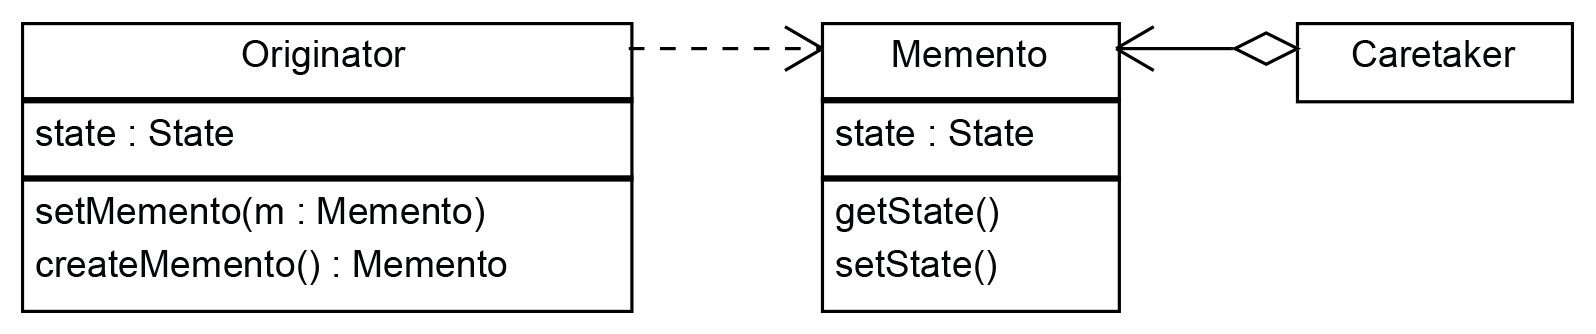 Originator
state : State
setMemento(m : Memento)
createMemento() : Memento
Memento
state : State
getState()
setState()
Caretaker